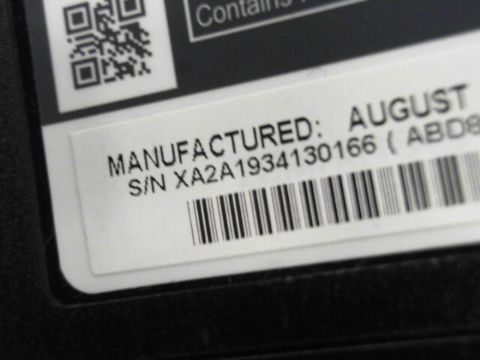 Contains
MANUFACTURED: AUGUST
S/N XA2A1934130166 ( ABD8